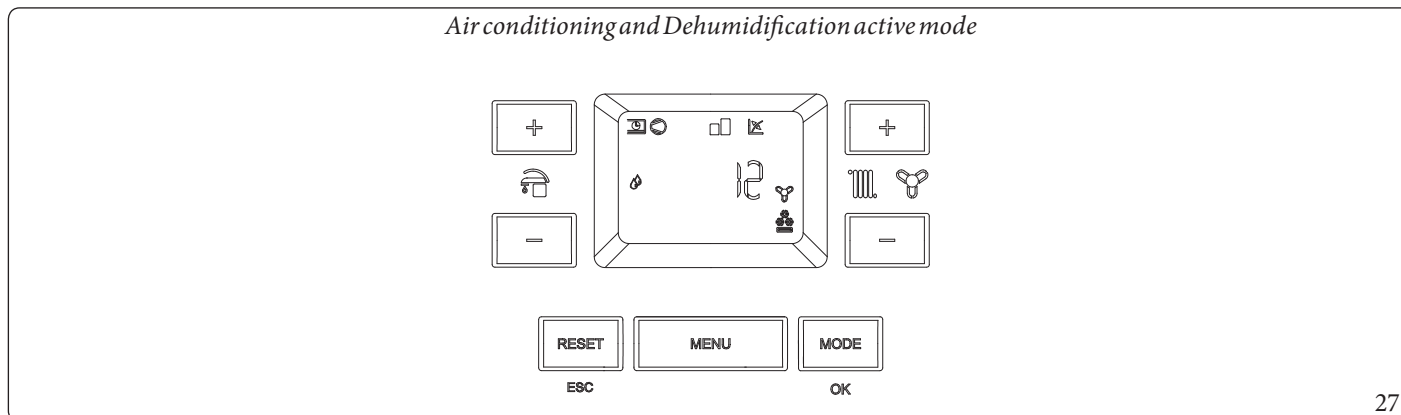 Air conditioning and Dehumidification active mode
+ +
12
- -
RESET MENU MODE
ESC OK
27